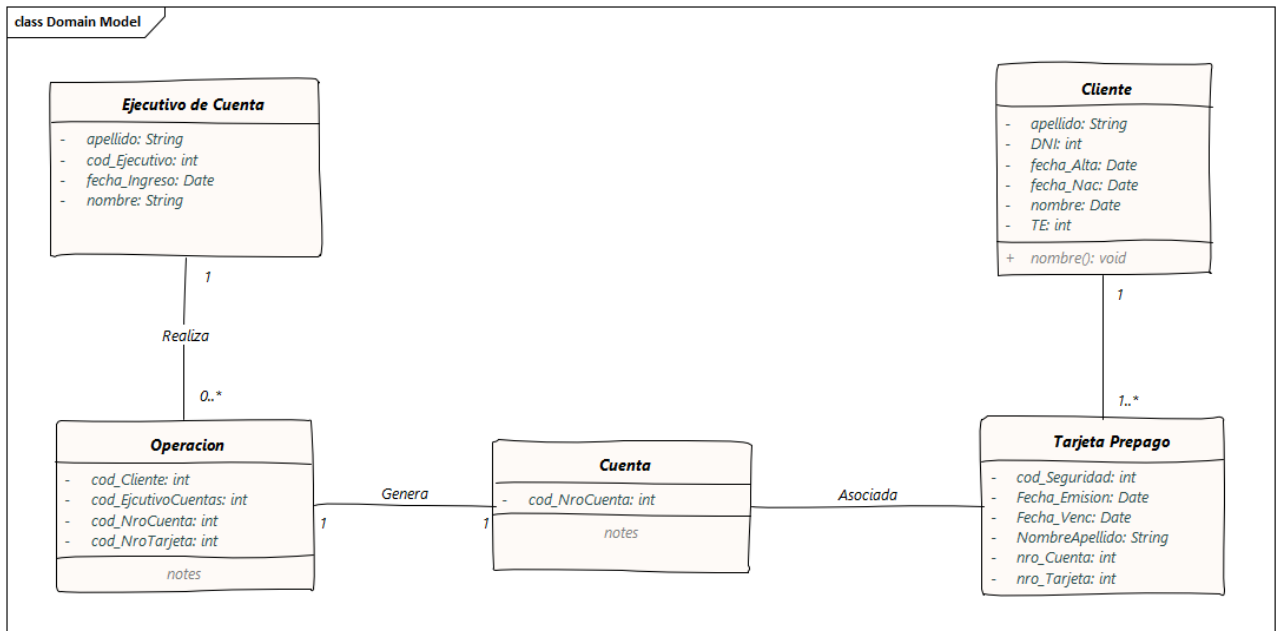 class Domain Model
Ejecutivo de Cuenta
- apellido: String
- cod_Ejecutivo: int
- fecha_Ingreso: Date
- nombre: String
1
Realiza
0..*
Cliente
- apellido: String
- DNI: int
- fecha_Alta: Date
- fecha_Nac: Date
- nombre: Date
- TE: int
+ nombre(): void
1
1..*
Operacion
- cod_Cliente: int
- cod_EjcutivoCuentas: int
- cod_NroCuenta: int
- cod_NroTarjeta: int
notes
1
Genera
1
Cuenta
- cod_NroCuenta: int
notes
Asociada
Tarjeta Prepago
- cod_Seguridad: int
- Fecha_Emision: Date
- Fecha_Venc: Date
- NombreApellido: String
- nro_Cuenta: int
- nro_Tarjeta: int